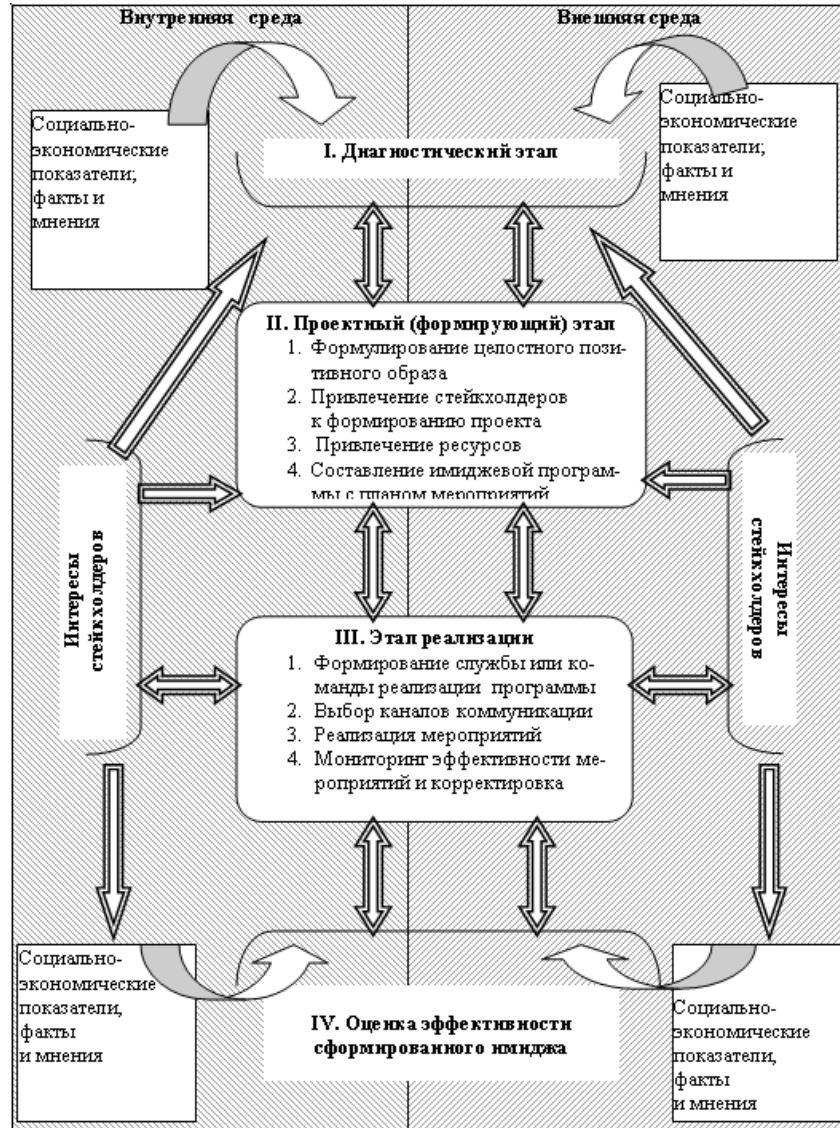 Внутренняя среда
Внешняя среда
Социально-
экономические
показатели;
факты и
мнения
Социально-
экономические
показатели;
факты и
мнения
I. Диагностический этап
II. Проектный (формирующий) этап
1. Формулирование целостного пози-
тивного образа
2. Привлечение стейкхолдеров
к формированию проекта
3. Привлечение ресурсов
4. Составление имиджевой програм-
мы с планом мероприятий
Интересы
стейкхолдеров
Интересы
стейкхолдеров
III. Этап реализации
1. Формирование службы или ко-
манды реализации программы
2. Выбор каналов коммуникации
3. Реализация мероприятий
4. Мониторинг эффективности ме-
роприятий и корректировка
Социально-
экономические
показатели,
факты
и мнения
IV. Оценка эффективности
сформированного имиджа
Социально-
экономические
показатели,
факты
и мнения